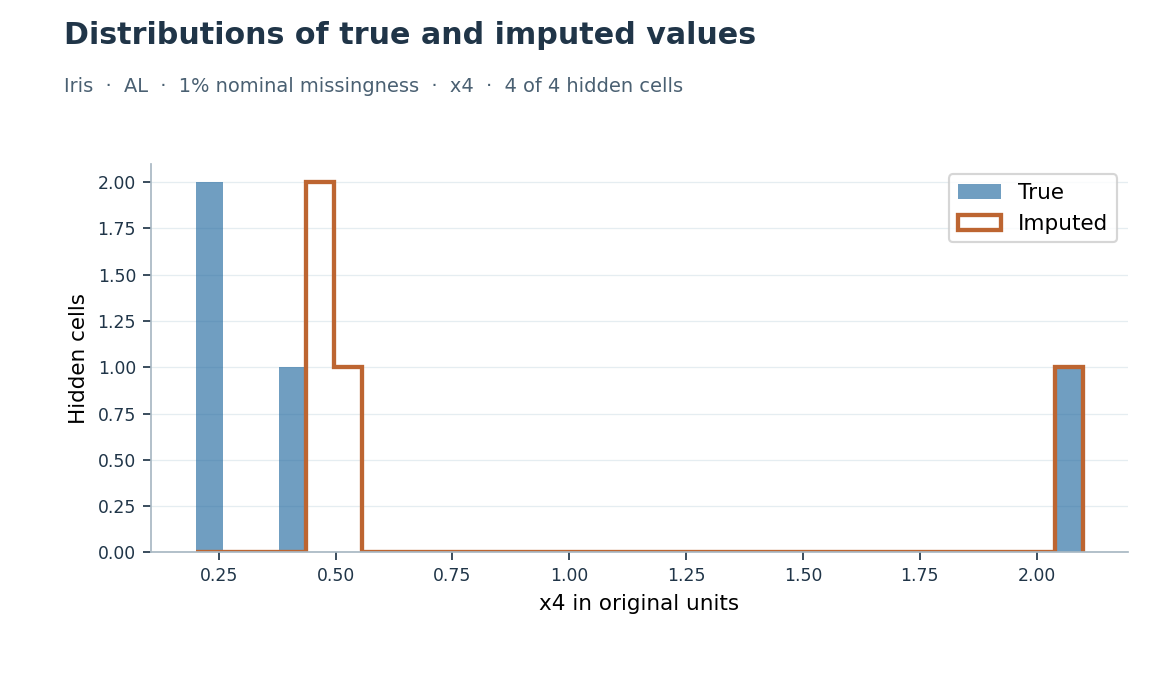 Distributions of true and imputed values
Iris · AL · 1% nominal missingness · x4 · 4 of 4 hidden cells
True
Imputed
Hidden cells
2.00
1.75
1.50
1.25
1.00
0.75
0.50
0.25
0.00
0.25 0.50 0.75 1.00 1.25 1.50 1.75 2.00
x4 in original units